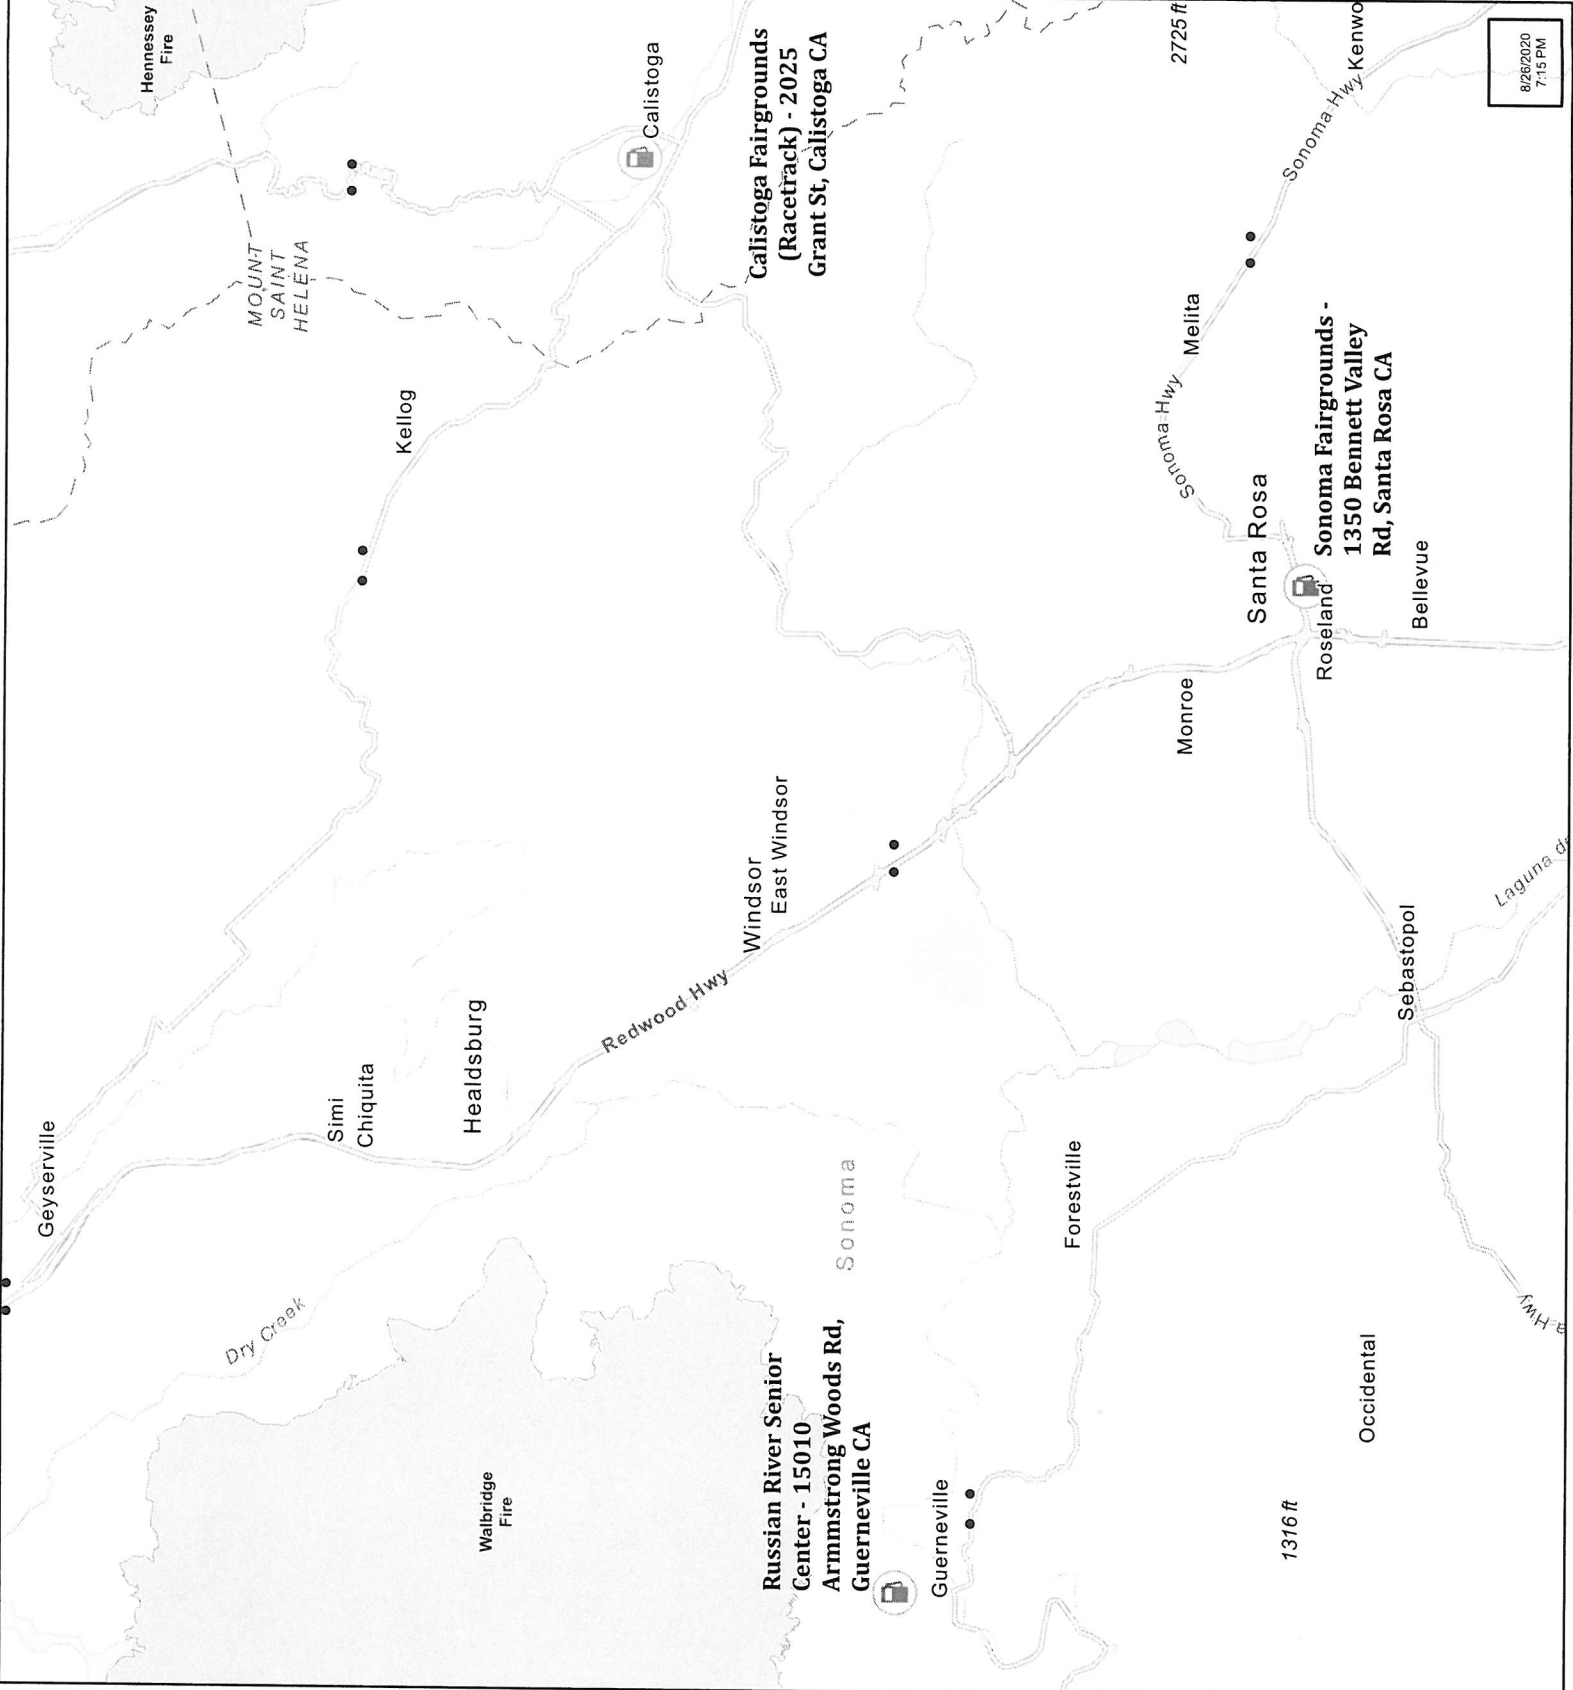 Hennessey
Fire
MOUNT
SAINT
HELENA
Calistoga
Calistoga Fairgrounds
(Racetrack) - 2025
Grant St, Calistoga CA
2725 ft
Kenwo
Sonoma Hwy
8/26/2020
7:15 PM
Kellog
Melita
Sonoma Hwy
Santa Rosa
Sonoma Fairgrounds -
1350 Bennett Valley
Rd, Santa Rosa CA
Roseland
Bellevue
Monroe
Geyserville
Simi
Chiquita
Healdsburg
Redwood Hwy
Windsor
East Windsor
Sebastopol
Laguna d
Dry Creek
Sonoma
Forestville
Walbridge
Fire
Russian River Senior
Center - 15010
Armmstrong Woods Rd,
Guerneville CA
Guerneville
Occidental
1316 ft
a Hwy